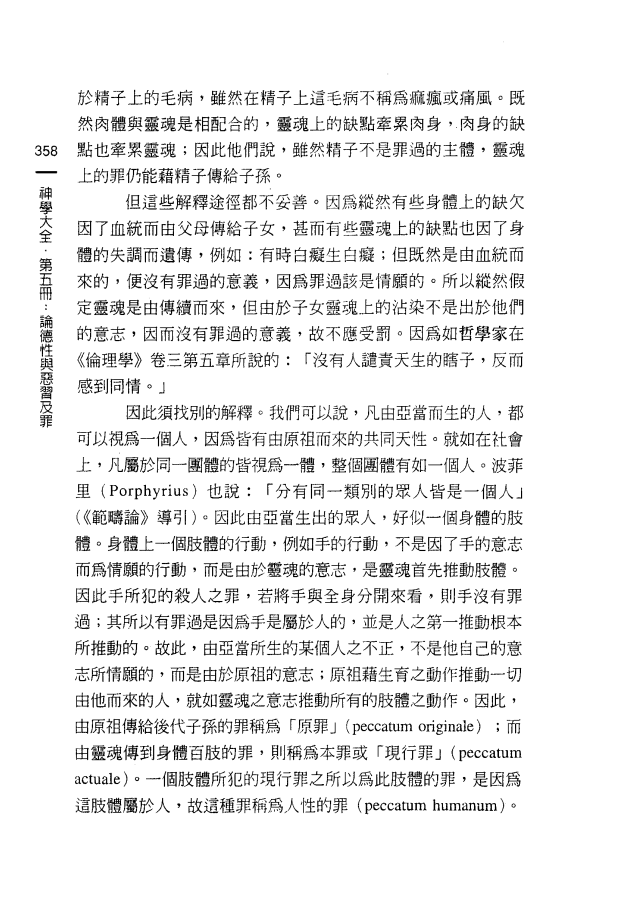 358
神學大全．第五冊：論德性與惡習及罪
於精子上的毛病，雖然在精子上這毛病不稱爲痲瘋或痛風。既
然肉體與靈魂是相配合的，靈魂上的缺點牽累肉身，肉身的缺
點也牽累靈魂；因此他們說，雖然精子不是罪過的主體，靈魂
上的罪仍能藉精子傳給子孫。
但這些解釋途徑都不妥善。因爲縱然有些身體上的缺欠
因了血統而由父母傳給子女，甚而有些靈魂上的缺點也因了身
體的失調而遺傳，例如：有時白癡生白癡；但既然是由血統而
來的，便沒有罪過的意義，因爲罪過該是情願的。所以縱然假
定靈魂是由傳續而來，但由於子女靈魂上的沾染不是出於他們
的意志，因而沒有罪過的意義，故不應受罰。因爲如哲學家在
《倫理學》卷三第五章所說的：「沒有人譴責天生的瞎子，反而
感到同情。」
因此須找別的解釋。我們可以說，凡由亞當而生的人，都
可以視爲一個人，因爲皆有由原祖而來的共同天性。就如在社會
上，凡屬於同一團體的皆視爲一體，整個團體有如一個人。波菲
里（Porphyrius）也說：「分有同一類別的眾人皆是一個人」
（《範疇論》導引）。因此由亞當生出的眾人，好似一個身體的肢
體。身體上一個肢體的行動，例如手的行動，不是因了手的意志
而爲情願的行動，而是由於靈魂的意志，是靈魂首先推動肢體。
因此手所犯的殺人之罪，若將手與全身分開來看，則手沒有罪
過；其所以有罪過是因爲手是屬於人的，並是人之第一推動根本
所推動的。故此，由亞當所生的某個人之不正，不是他自己的意
志所情願的，而是由於原祖的意志；原祖藉生育之動作推動一切
由他而來的人，就如靈魂之意志推動所有的肢體之動作。因此，
由原祖傳給後代子孫的罪稱爲「原罪」（peccatum originale）；而
由靈魂傳到身體百肢的罪，則稱爲本罪或「現行罪」（peccatum
actuale）。一個肢體所犯的現行罪之所以爲此肢體的罪，是因爲
這肢體屬於人，故這種罪稱爲人性的罪（peccatum humanum）。